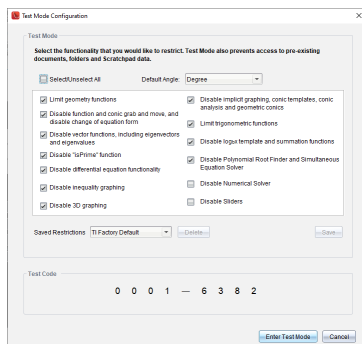 Test Mode Configuration
Test Mode
Select the functionality that you would like to restrict. Test Mode also prevents access to pre-existing
documents, folders and Scratchpad data.
Select/Unselect All
Default Angle: Degree
Limit geometry functions
Disable function and conic grab and move, and
disable change of equation form
Disable vector functions, including eigenvectors
and eigenvalues
Disable "isPrime" function
Disable differential equation functionality
Disable inequality graphing
Disable 3D graphing
Disable implicit graphing, conic templates, conic
analysis and geometric conics
Limit trigonometric functions
Disable logbx template and summation functions
Disable Polynomial Root Finder and Simultaneous
Equation Solver
Disable Numerical Solver
Disable Sliders
Saved Restrictions TI Factory Default Delete Save
Test Code
0 0 0 1 — 6 3 8 2
Enter Test Mode Cancel